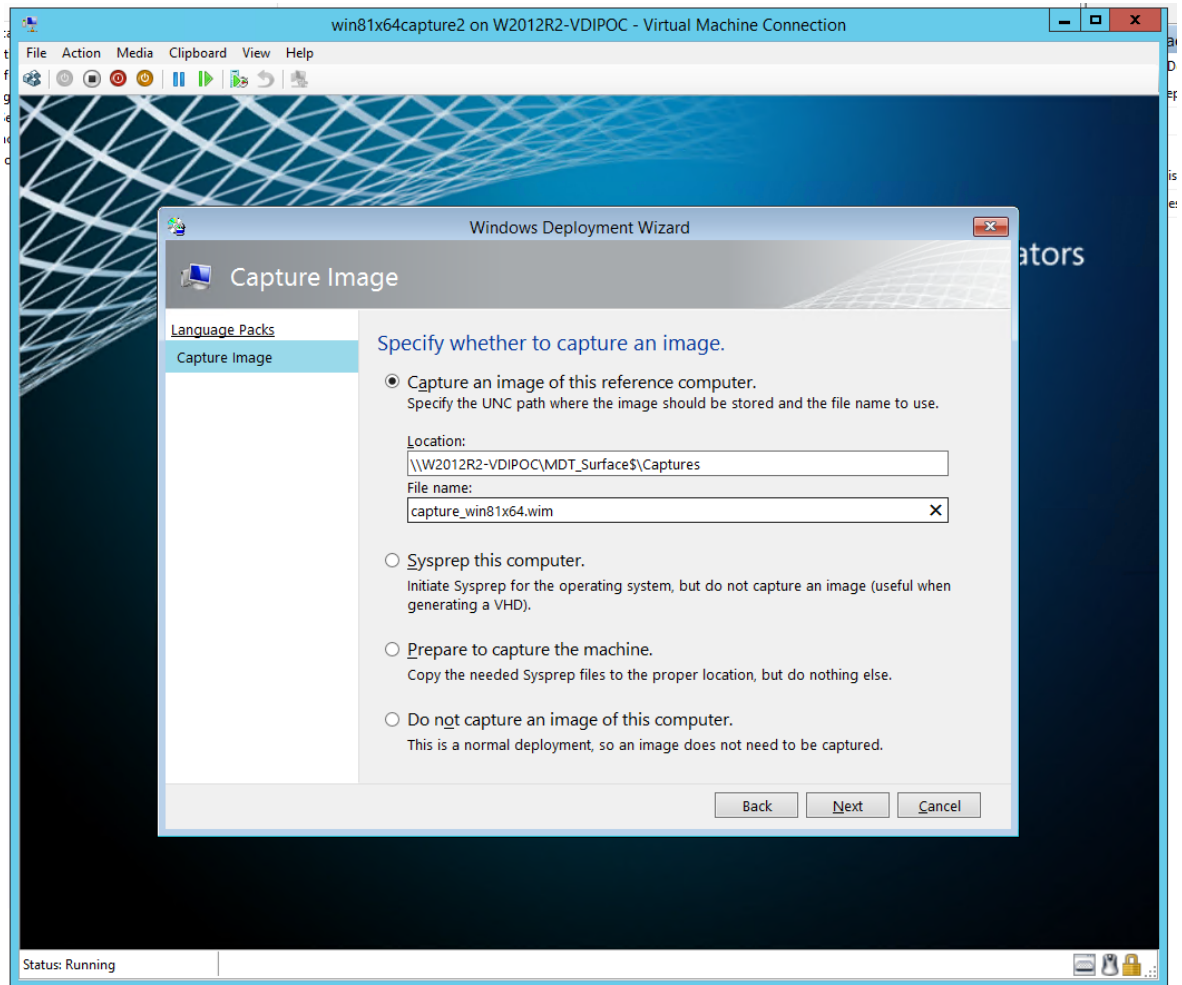 win81x64capture2 on W2012R2-VDIPOC - Virtual Machine Connection
File Action Media Clipboard View Help
Windows Deployment Wizard
ators
Capture Image
Language Packs
Capture Image
Specify whether to capture an image.
Capture an image of this reference computer.
Specify the UNC path where the image should be stored and the file name to use.
Location:
\\W2012R2-VDIPOC\MDT_Surface$\Captures
File name:
capture_win81x64.wim
Sysprep this computer.
Initiate Sysprep for the operating system, but do not capture an image (useful when
generating a VHD).
Prepare to capture the machine.
Copy the needed Sysprep files to the proper location, but do nothing else.
Do not capture an image of this computer.
This is a normal deployment, so an image does not need to be captured.
Back Next Cancel
Status: Running